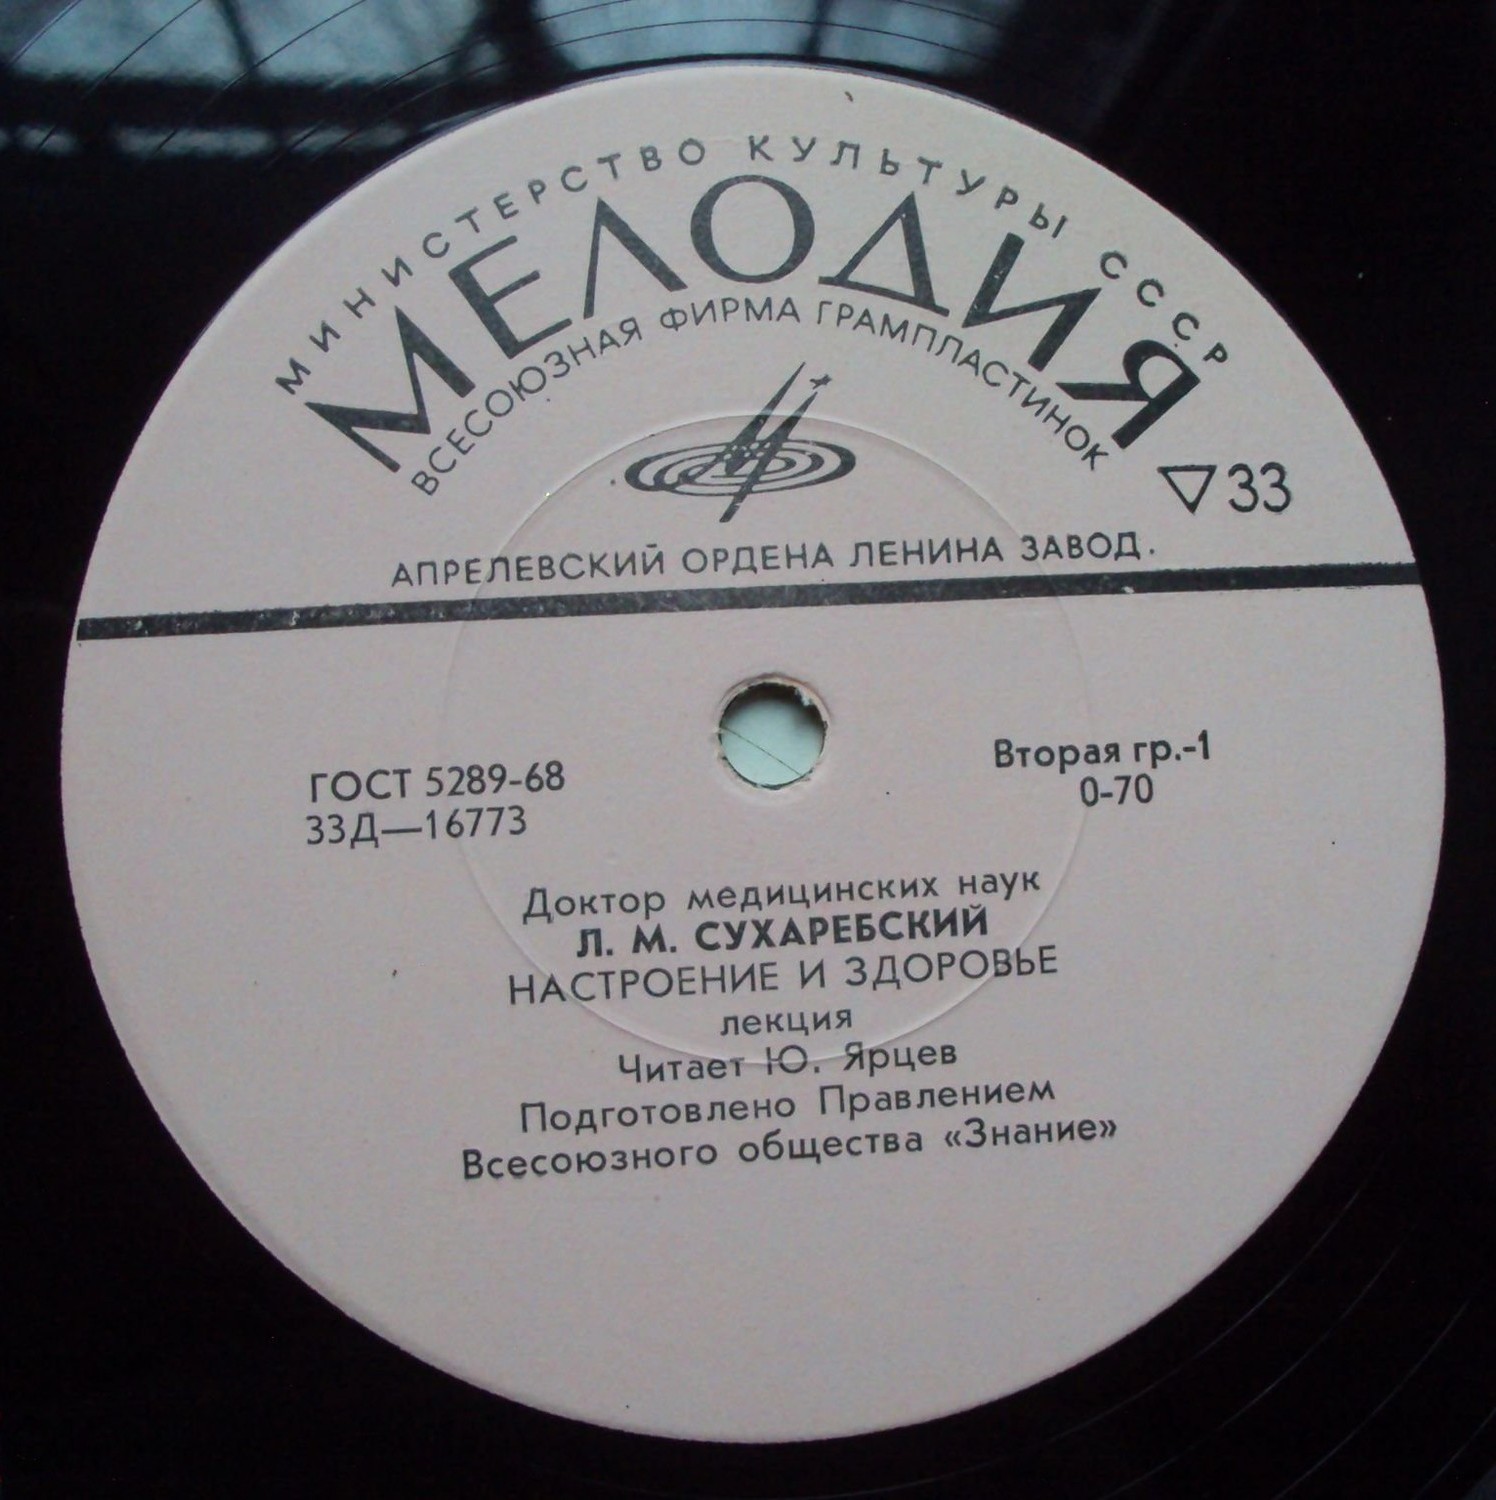 МИНИСТЕРСТВО КУЛЬТУРЫ СССР
МЕЛОДИЯ
ВСЕСОЮЗНАЯ ФИРМА ГРАМПЛАСТИНОК
▽33
АПРЕЛЕВСКИЙ ОРДЕНА ЛЕНИНА ЗАВОД.
ГОСТ 5289-68
33Д—16773
Вторая гр.-1
0-70
Доктор медицинских наук
Л. М. СУХАРЕБСКИЙ
НАСТРОЕНИЕ И ЗДОРОВЬЕ
лекция
Читает Ю. Ярцев
Подготовлено Правлением
Всесоюзного общества «Знание»